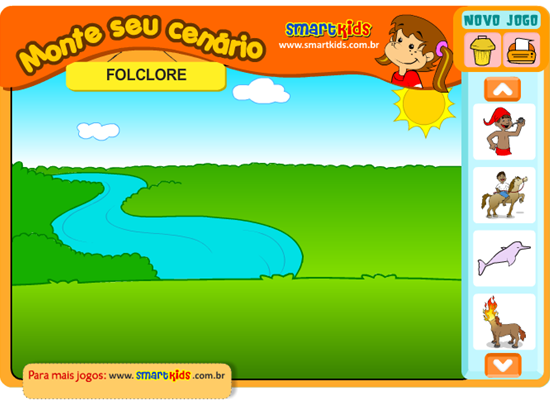 Monte seu cenário
smartkids
www.smartkids.com.br
NOVO JOGO
FOLCLORE
Para mais jogos: www.smartkids.com.br